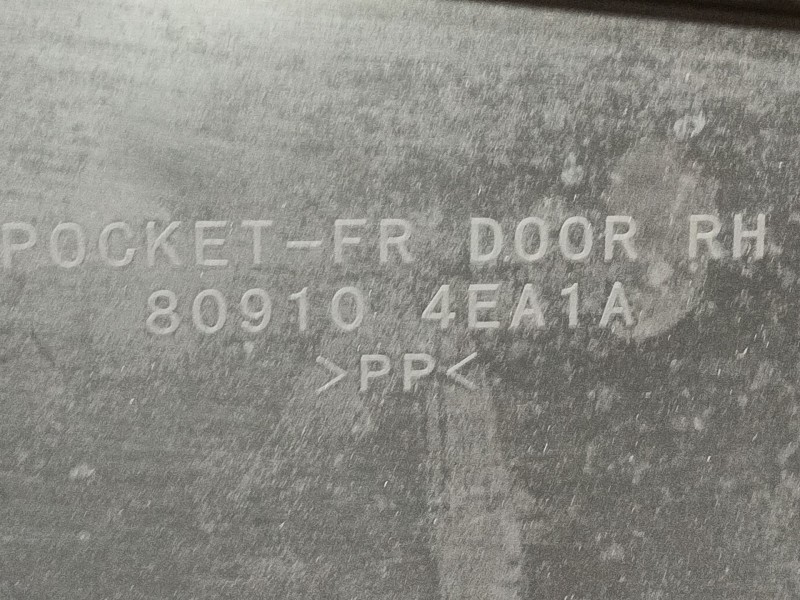 POCKET-FR DOOR RH
80910 4EA1A
>PP<